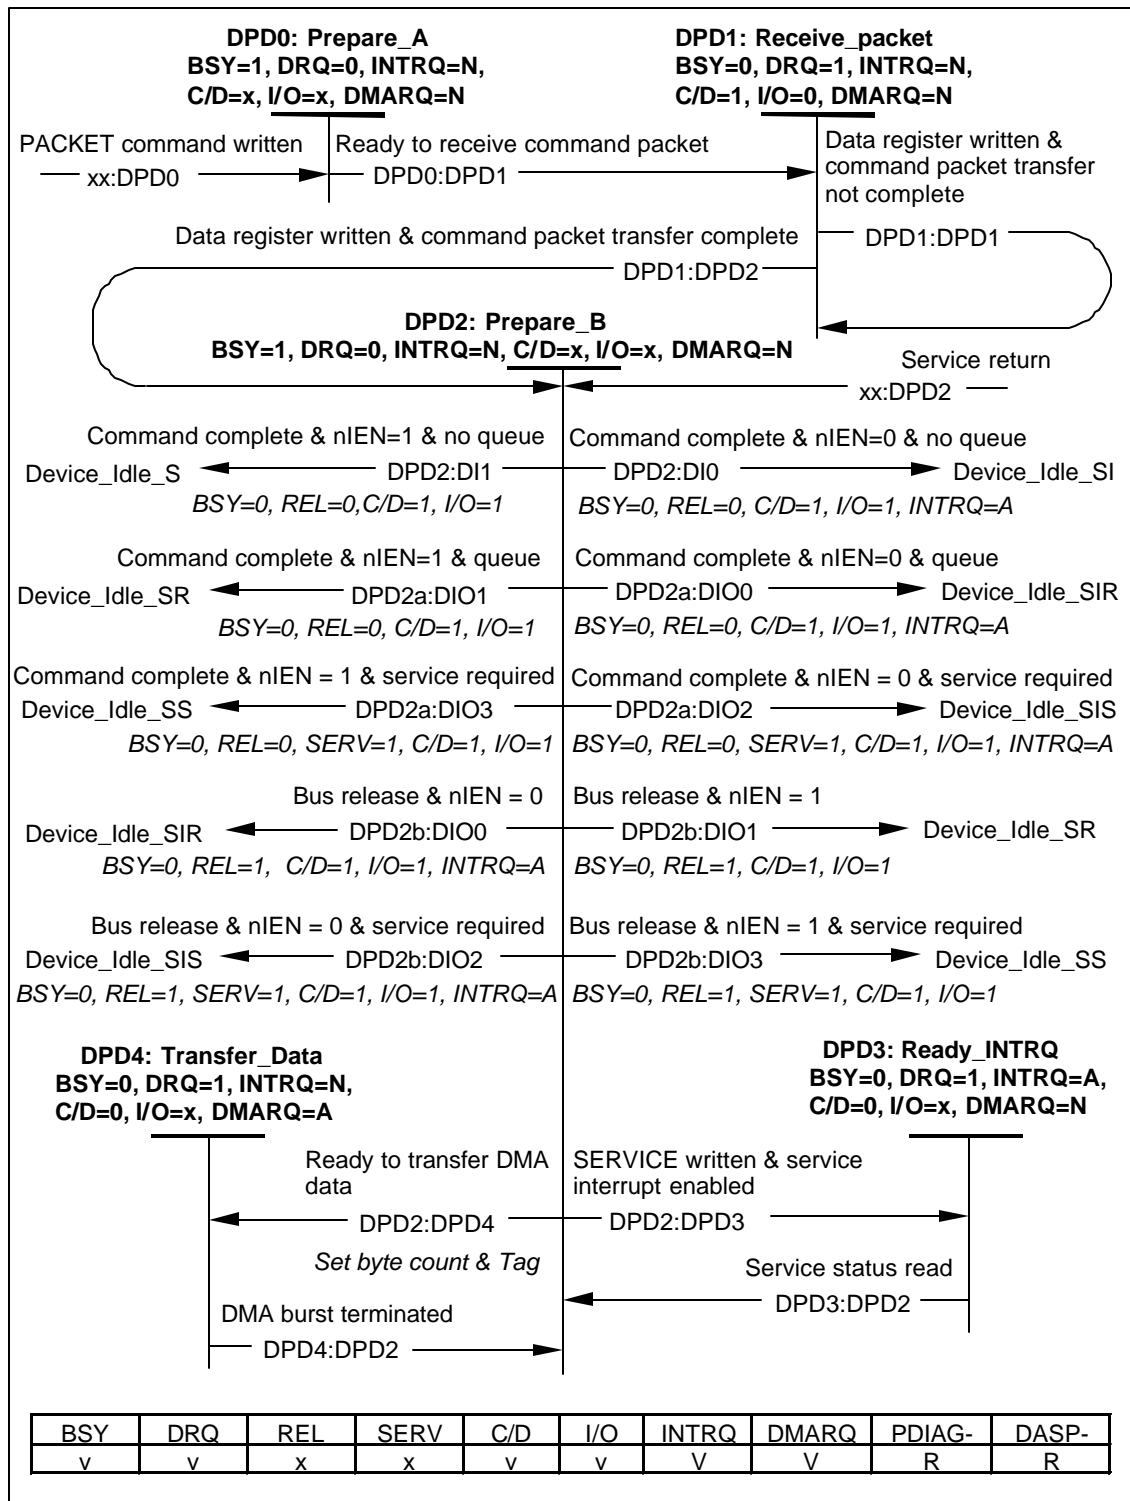 DPD0: Prepare_A
BSY=1, DRQ=0, INTRQ=N,
C/D=x, I/O=x, DMARQ=N
DPD1: Receive_packet
BSY=0, DRQ=1, INTRQ=N,
C/D=1, I/O=0, DMARQ=N
PACKET command written
xx:DPD0
Ready to receive command packet
DPD0:DPD1
Data register written &
command packet transfer
not complete
DPD1:DPD1
Data register written & command packet transfer complete
DPD1:DPD2
DPD2: Prepare_B
BSY=1, DRQ=0, INTRQ=N, C/D=x, I/O=x, DMARQ=N
Service return
xx:DPD2
Command complete & nIEN=1 & no queue
Device_Idle_S
DPD2:DI1
BSY=0, REL=0,C/D=1, I/O=1
Command complete & nIEN=0 & no queue
DPD2:DI0
Device_Idle_SI
BSY=0, REL=0, C/D=1, I/O=1, INTRQ=A
Command complete & nIEN=1 & queue
Device_Idle_SR
DPD2a:DIO1
BSY=0, REL=0, C/D=1, I/O=1
Command complete & nIEN=0 & queue
DPD2a:DIO0
Device_Idle_SIR
BSY=0, REL=0, C/D=1, I/O=1, INTRQ=A
Command complete & nIEN = 1 & service required
Device_Idle_SS
DPD2a:DIO3
BSY=0, REL=0, SERV=1, C/D=1, I/O=1
Command complete & nIEN = 0 & service required
DPD2a:DIO2
Device_Idle_SIS
BSY=0, REL=0, SERV=1, C/D=1, I/O=1, INTRQ=A
Bus release & nIEN = 0
Device_Idle_SIR
DPD2b:DIO0
BSY=0, REL=1, C/D=1, I/O=1, INTRQ=A
Bus release & nIEN = 1
DPD2b:DIO1
Device_Idle_SR
BSY=0, REL=1, C/D=1, I/O=1
Bus release & nIEN = 0 & service required
Device_Idle_SIS
DPD2b:DIO2
BSY=0, REL=1, SERV=1, C/D=1, I/O=1, INTRQ=A
Bus release & nIEN = 1 & service required
DPD2b:DIO3
Device_Idle_SS
BSY=0, REL=1, SERV=1, C/D=1, I/O=1
DPD4: Transfer_Data
BSY=0, DRQ=1, INTRQ=N,
C/D=0, I/O=x, DMARQ=A
DPD3: Ready_INTRQ
BSY=0, DRQ=1, INTRQ=A,
C/D=0, I/O=x, DMARQ=N
Ready to transfer DMA
data
DPD2:DPD4
Set byte count & Tag
SERVICE written & service
interrupt enabled
DPD2:DPD3
Service status read
DPD3:DPD2
DMA burst terminated
DPD4:DPD2
BSY DRQ REL SERV C/D I/O INTRQ DMARQ PDIAG- DASP-
v v x x v v V V R R